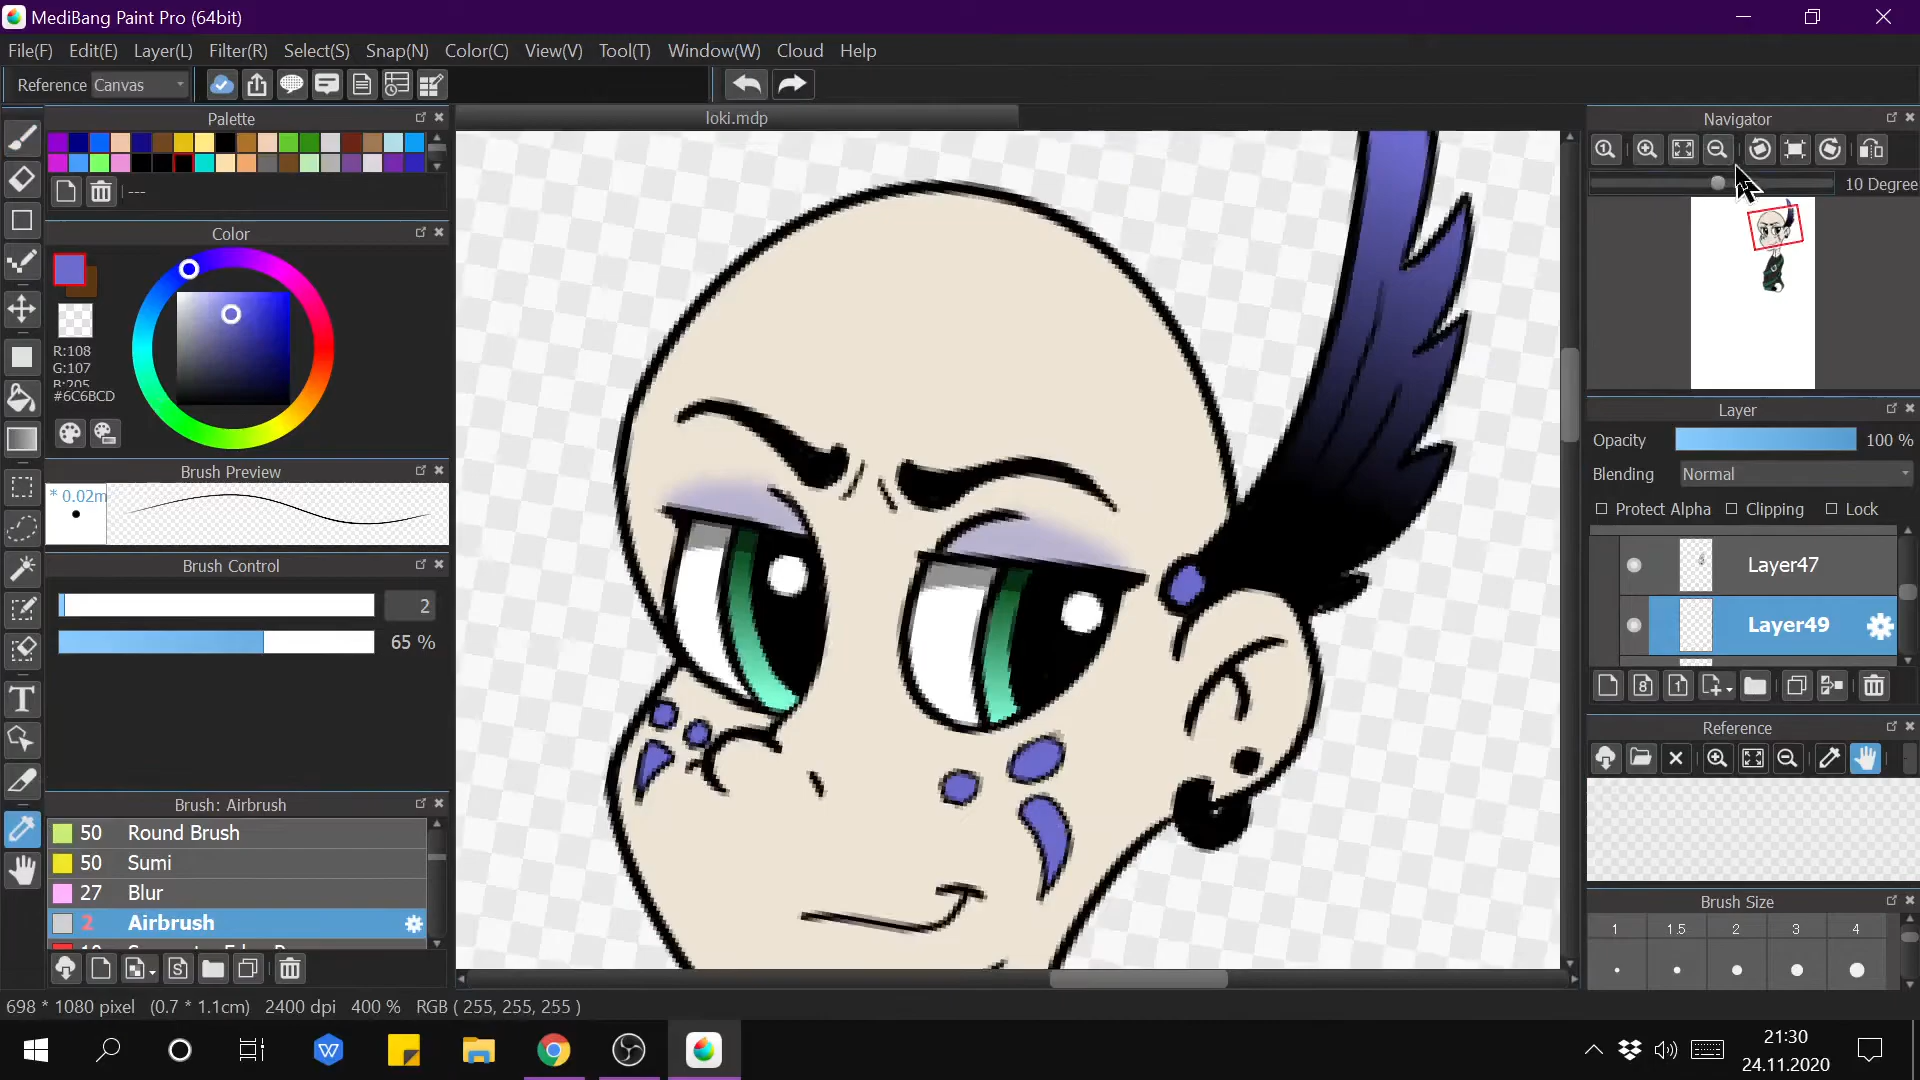 MediBang Paint Pro (64bit)
File(F) Edit(E) Layer(L) Filter(R) Select(S) Snap(N) Color(C) View(V) Tool(T) Window(W) Cloud Help
Reference Canvas
Palette
loki.mdp
Navigator
---
10 Degree
Color
R:108
G:107
B:205
#6C6BCD
Layer
Opacity 100 %
Blending Normal
Protect Alpha Clipping Lock
Brush Preview
* 0.02m
Brush Control
2
65 %
Layer47
Layer49
8 1
Reference
Brush: Airbrush
50 Round Brush
50 Sumi
27 Blur
2 Airbrush
Brush Size
1 1.5 2 3 4
698 * 1080 pixel (0.7 * 1.1cm) 2400 dpi 400 % RGB ( 255, 255, 255 )
21:30
24.11.2020